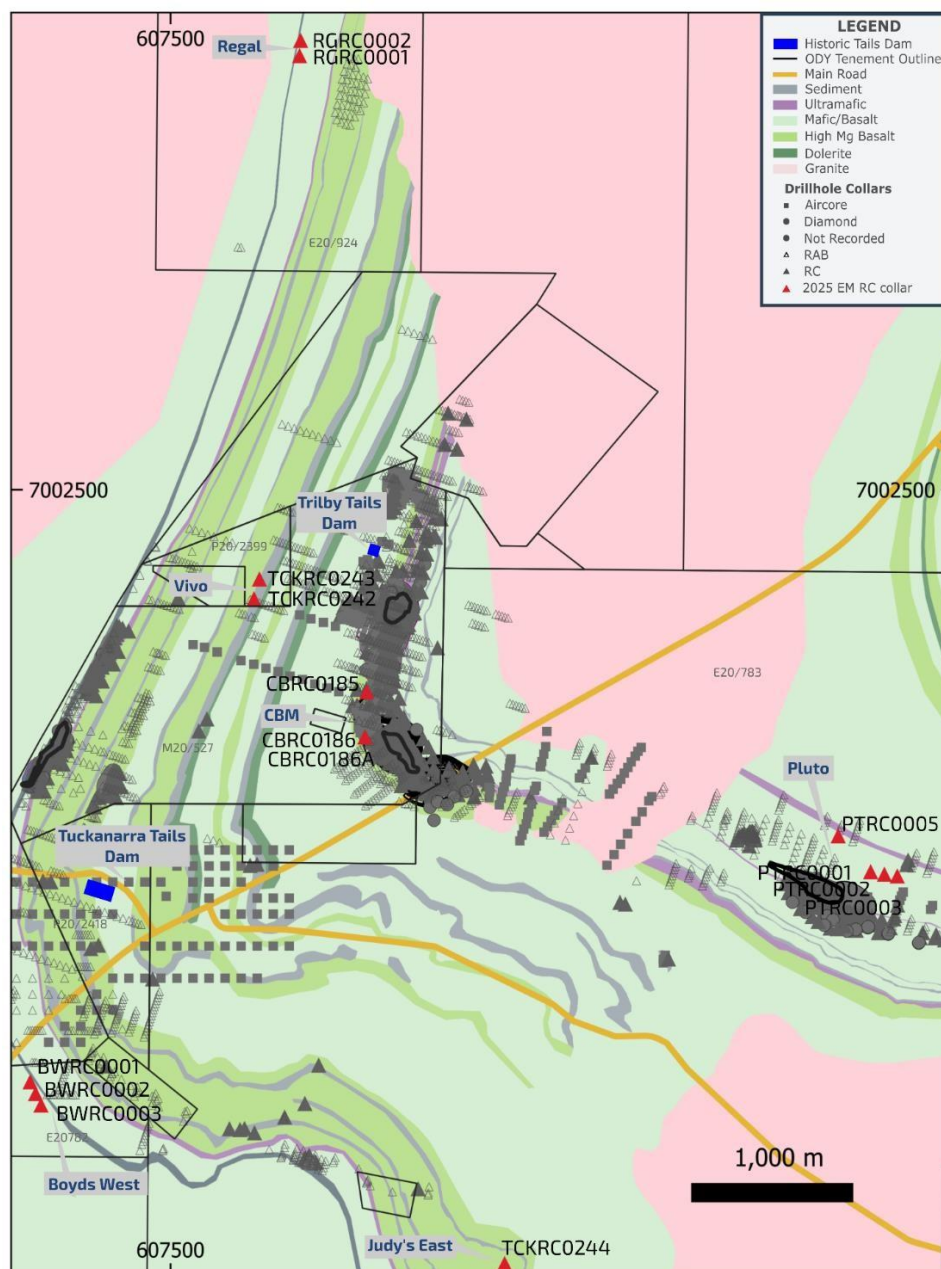 607500
Regal
RGRC0002
RGRC0001
LEGEND
Historic Tails Dam
ODY Tenement Outline
Main Road
Sediment
Ultramafic
Mafic/Basalt
High Mg Basalt
Dolerite
Granite
Drillhole Collars
Aircore
Diamond
Not Recorded
RAB
RC
2025 EM RC collar
E20/924
7002500
7002500
Trilby Tails
Dam
P20/2399
Vivo
TCKRC0243
TCKRC0242
E20/783
CBRC0185
CBM
CBRC0186
CBRC0186A
M20/527
Pluto
PTRC0005
Tuckanarra Tails
Dam
PTRC0001
PTRC0002
PTRC0003
P20/2418
BWRC0001
BWRC0002
BWRC0003
E20782
Boyds West
1,000 m
607500
Judy's East
TCKRC0244